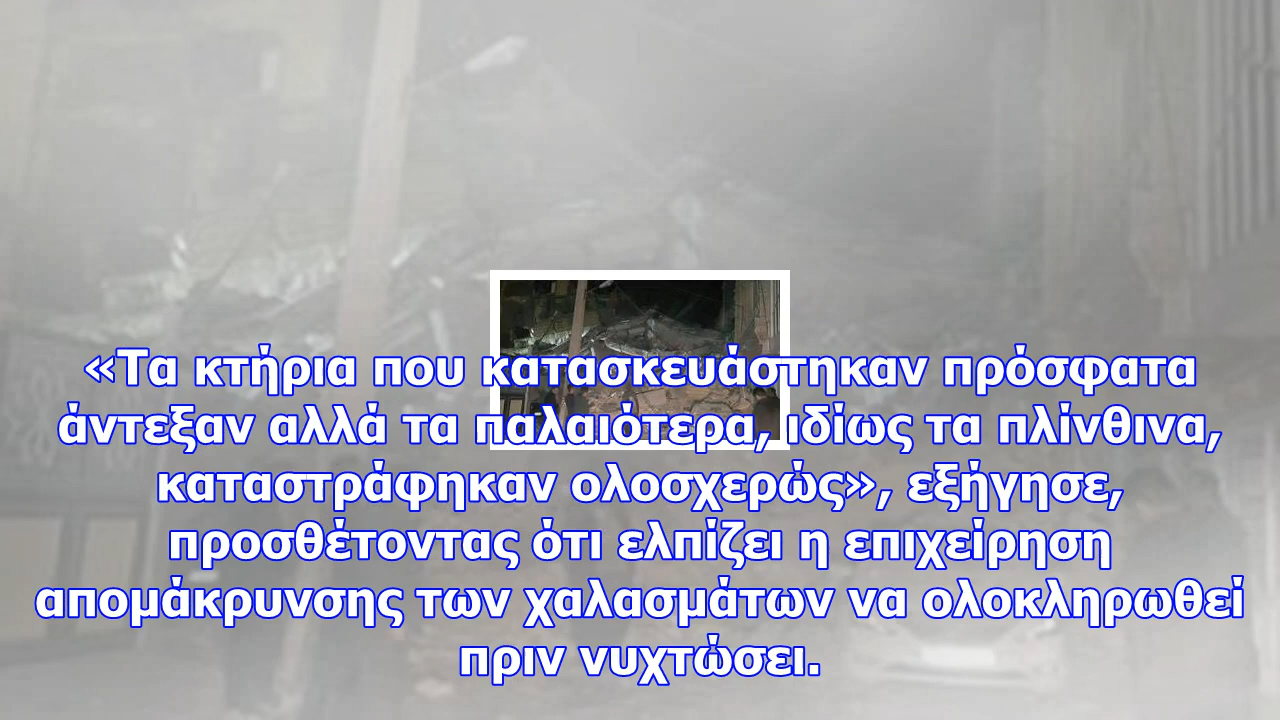 «Τα κτήρια που κατασκευάστηκαν πρόσφατα
άντεξαν αλλά τα παλαιότερα, ιδίως τα πλίνθινα,
καταστράφηκαν ολοσχερώς», εξήγησε,
προσθέτοντας ότι ελπίζει η επιχείρηση
απομάκρυνσης των χαλασμάτων να ολοκληρωθεί
πριν νυχτώσει.